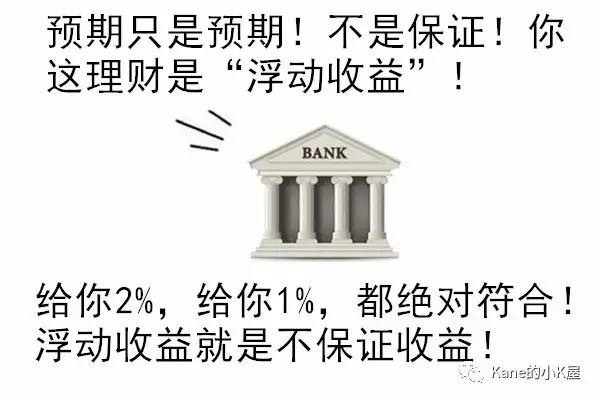 预期只是预期！不是保证！你
这理财是“浮动收益”！
BANK
给你2%，给你1%，都绝对符合！
浮动收益就是不保证收益！
Kane的小K屋